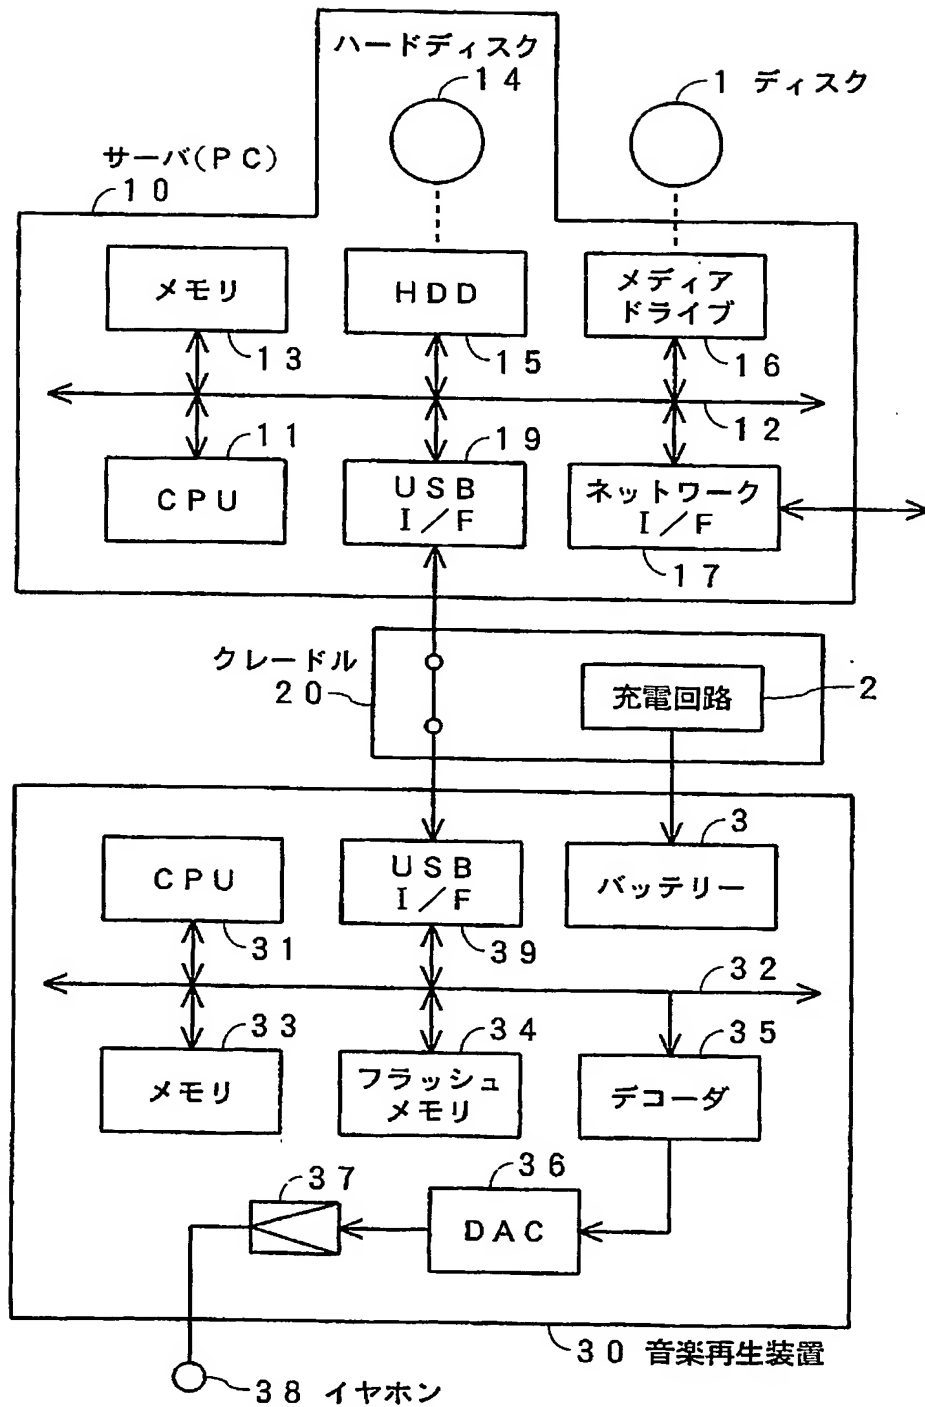 ハードディスク
14
1 ディスク
サーバ(PC)
10
メモリ
HDD
メディア
ドライブ
13
15
16
11
19
12
CPU
USB
I/F
ネットワーク
I/F
17
クレードル
20
充電回路
2
3
CPU
USB
I/F
バッテリー
31
39
32
33
34
35
メモリ
フラッシュ
メモリ
デコーダ
37
36
DAC
30 音楽再生装置
38 イヤホン